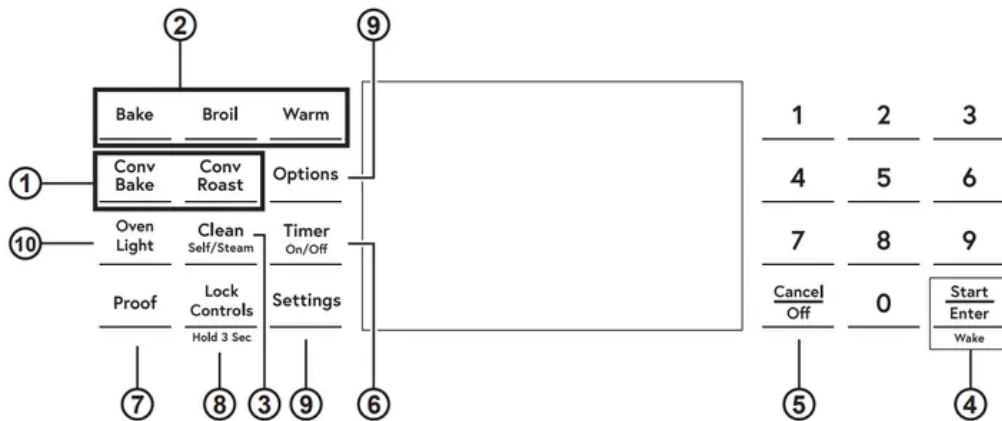 2
9
Bake Broil Warm 1 2 3
1
Conv Bake
Conv Roast
Options 4 5 6
10
Oven Light
Clean
Self/Steam
Timer
On/Off
7 8 9
Proof
Lock Controls
Hold 3 Sec
Settings
Cancel
Off
0
Start
Enter
Wake
7 8 3 9 6 5 4